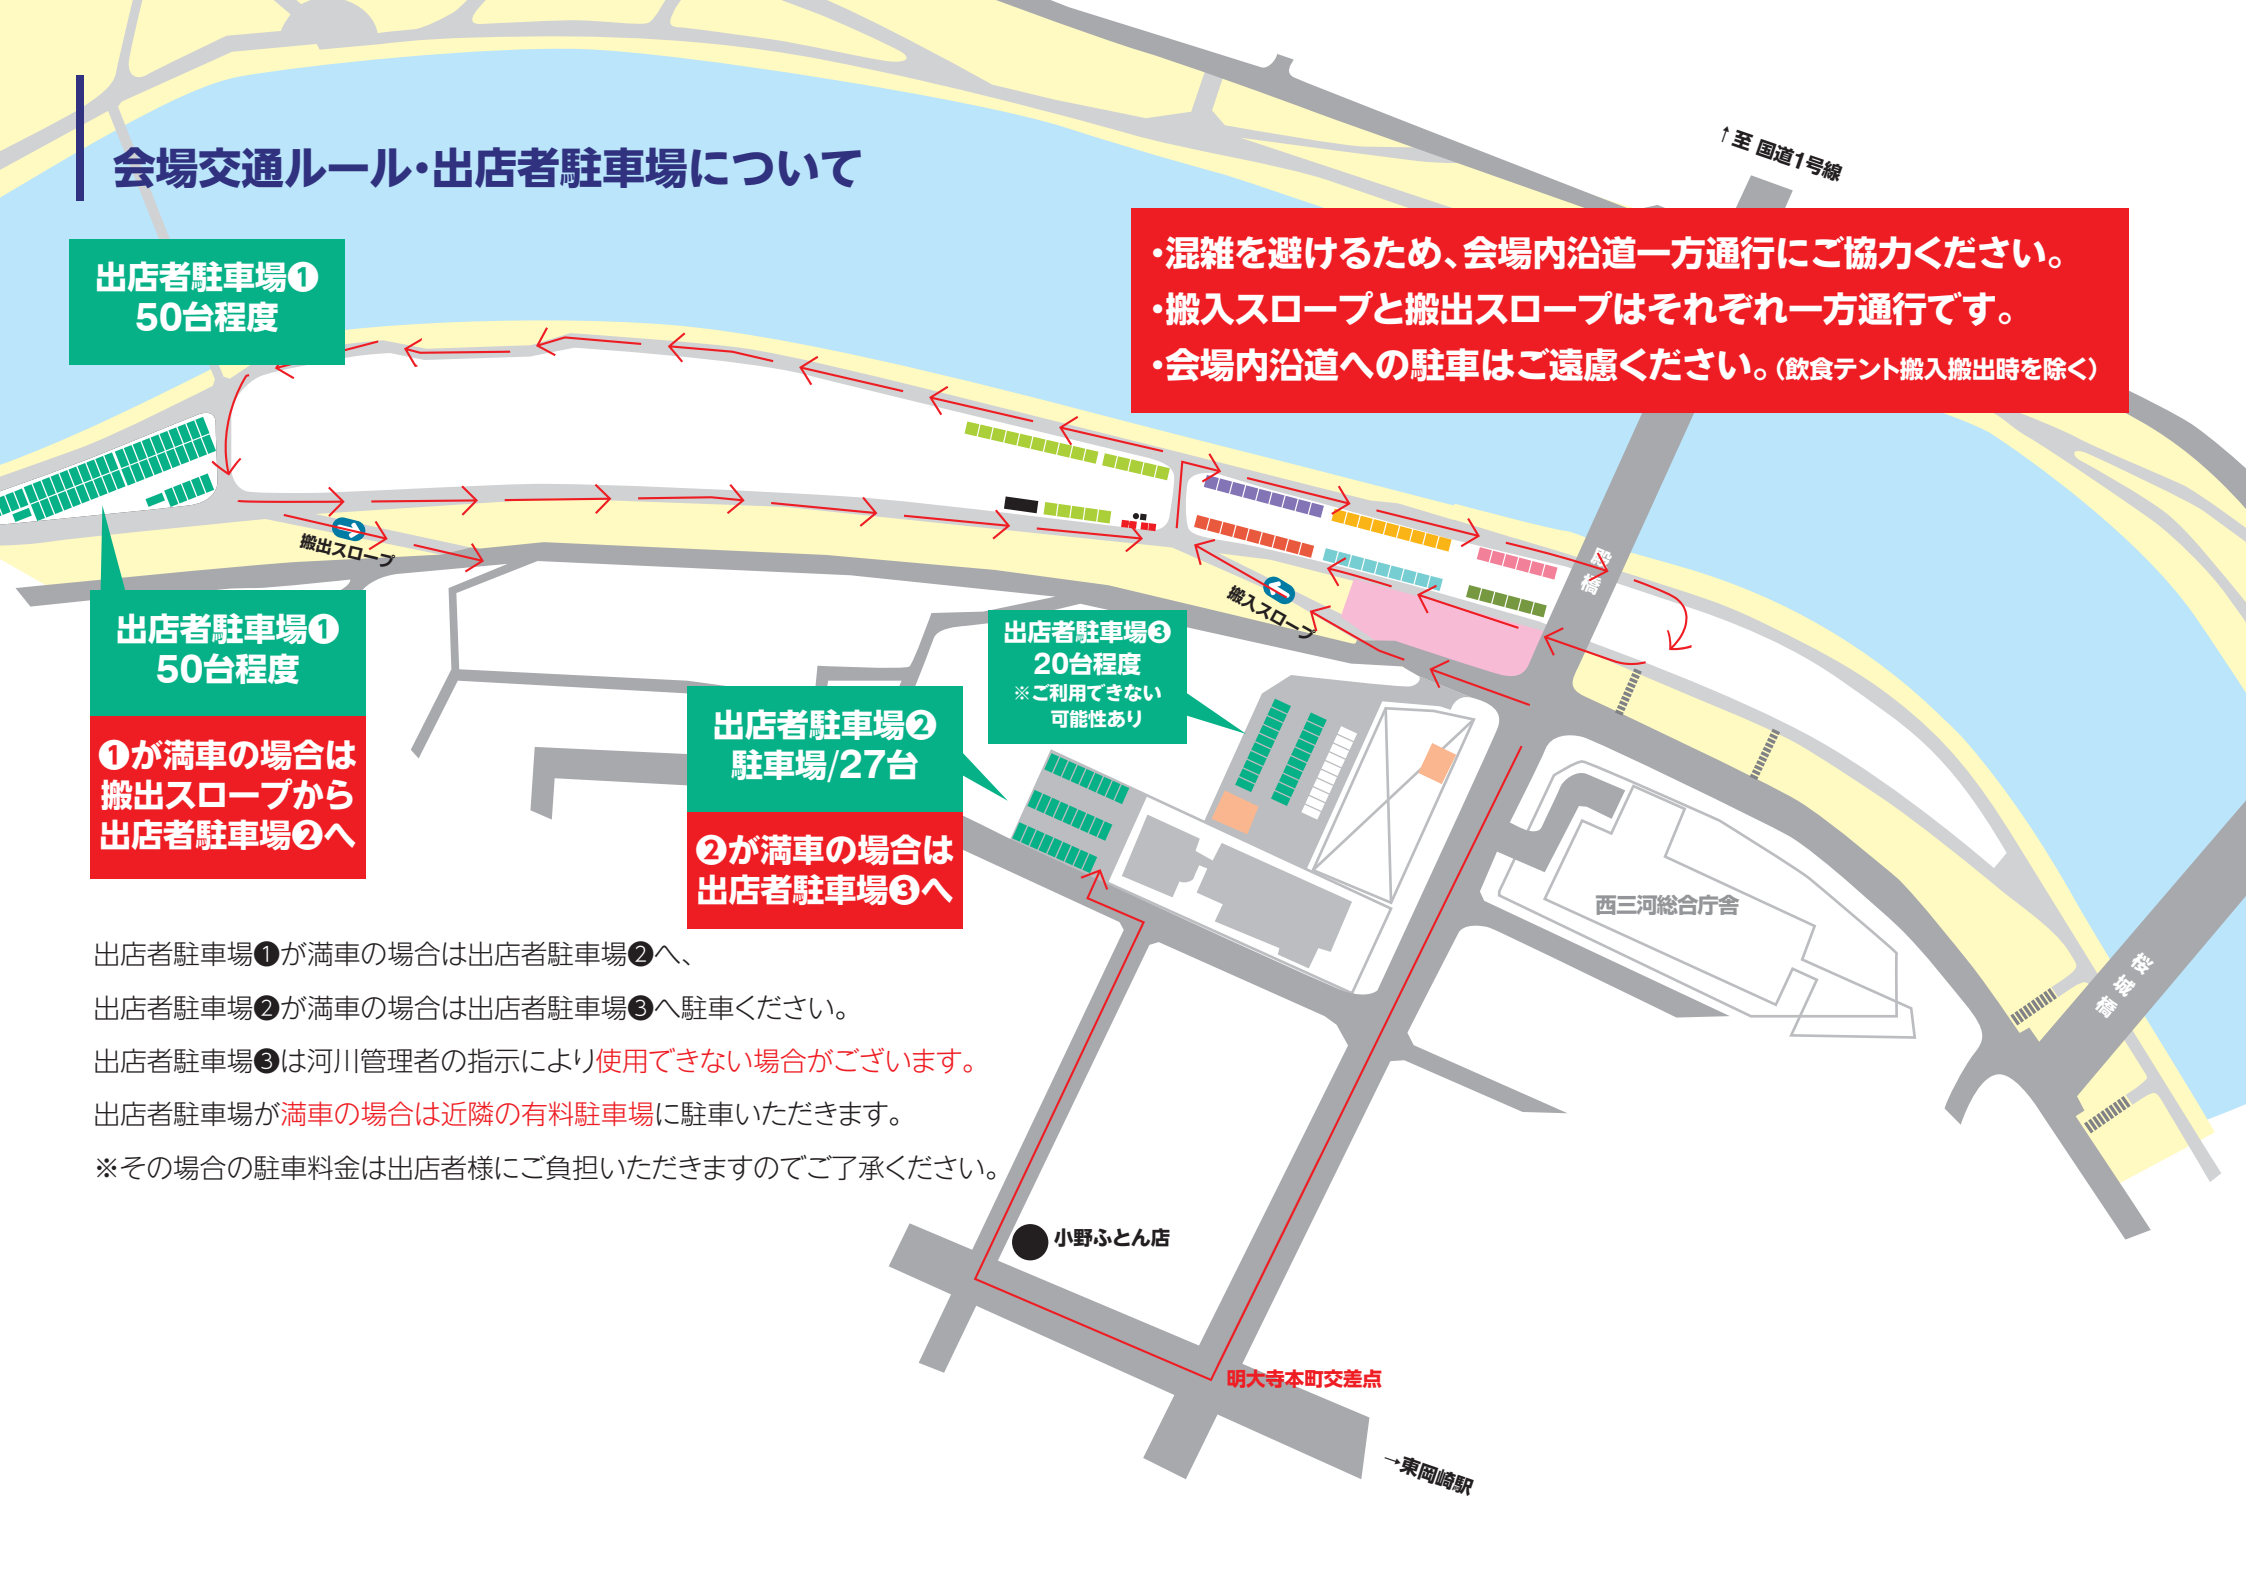 会場交通ルール・出店者駐車場について
↑至 国道1号線
・混雑を避けるため、会場内沿道一方通行にご協力ください。
・搬入スロープと搬出スロープはそれぞれ一方通行です。
・会場内沿道への駐車はご遠慮ください。（飲食テント搬入搬出時を除く）
出店者駐車場❶
50台程度
搬出スロープ
殿橋
搬入スロープ
出店者駐車場❶
50台程度
❶が満車の場合は
搬出スロープから
出店者駐車場❷へ
出店者駐車場❸
20台程度
※ご利用できない
可能性あり
出店者駐車場❷
駐車場/27台
❷が満車の場合は
出店者駐車場❸へ
西三河総合庁舎
桜城橋
出店者駐車場❶が満車の場合は出店者駐車場❷へ、
出店者駐車場❷が満車の場合は出店者駐車場❸へ駐車ください。
出店者駐車場❸は河川管理者の指示により使用できない場合がございます。
出店者駐車場が満車の場合は近隣の有料駐車場に駐車いただきます。
※その場合の駐車料金は出店者様にご負担いただきますのでご了承ください。
小野ふとん店
明大寺本町交差点
→東岡崎駅